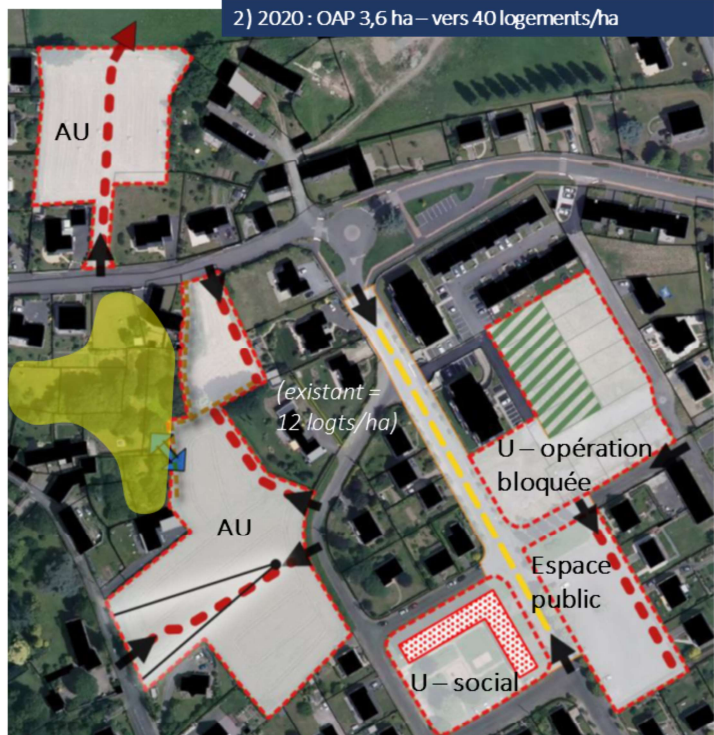 2) 2020 : OAP 3,6 ha – vers 40 logements/ha
AU
(existant =
12 logts/ha)
U – opération
bloquée
AU
Espace
public
U – social